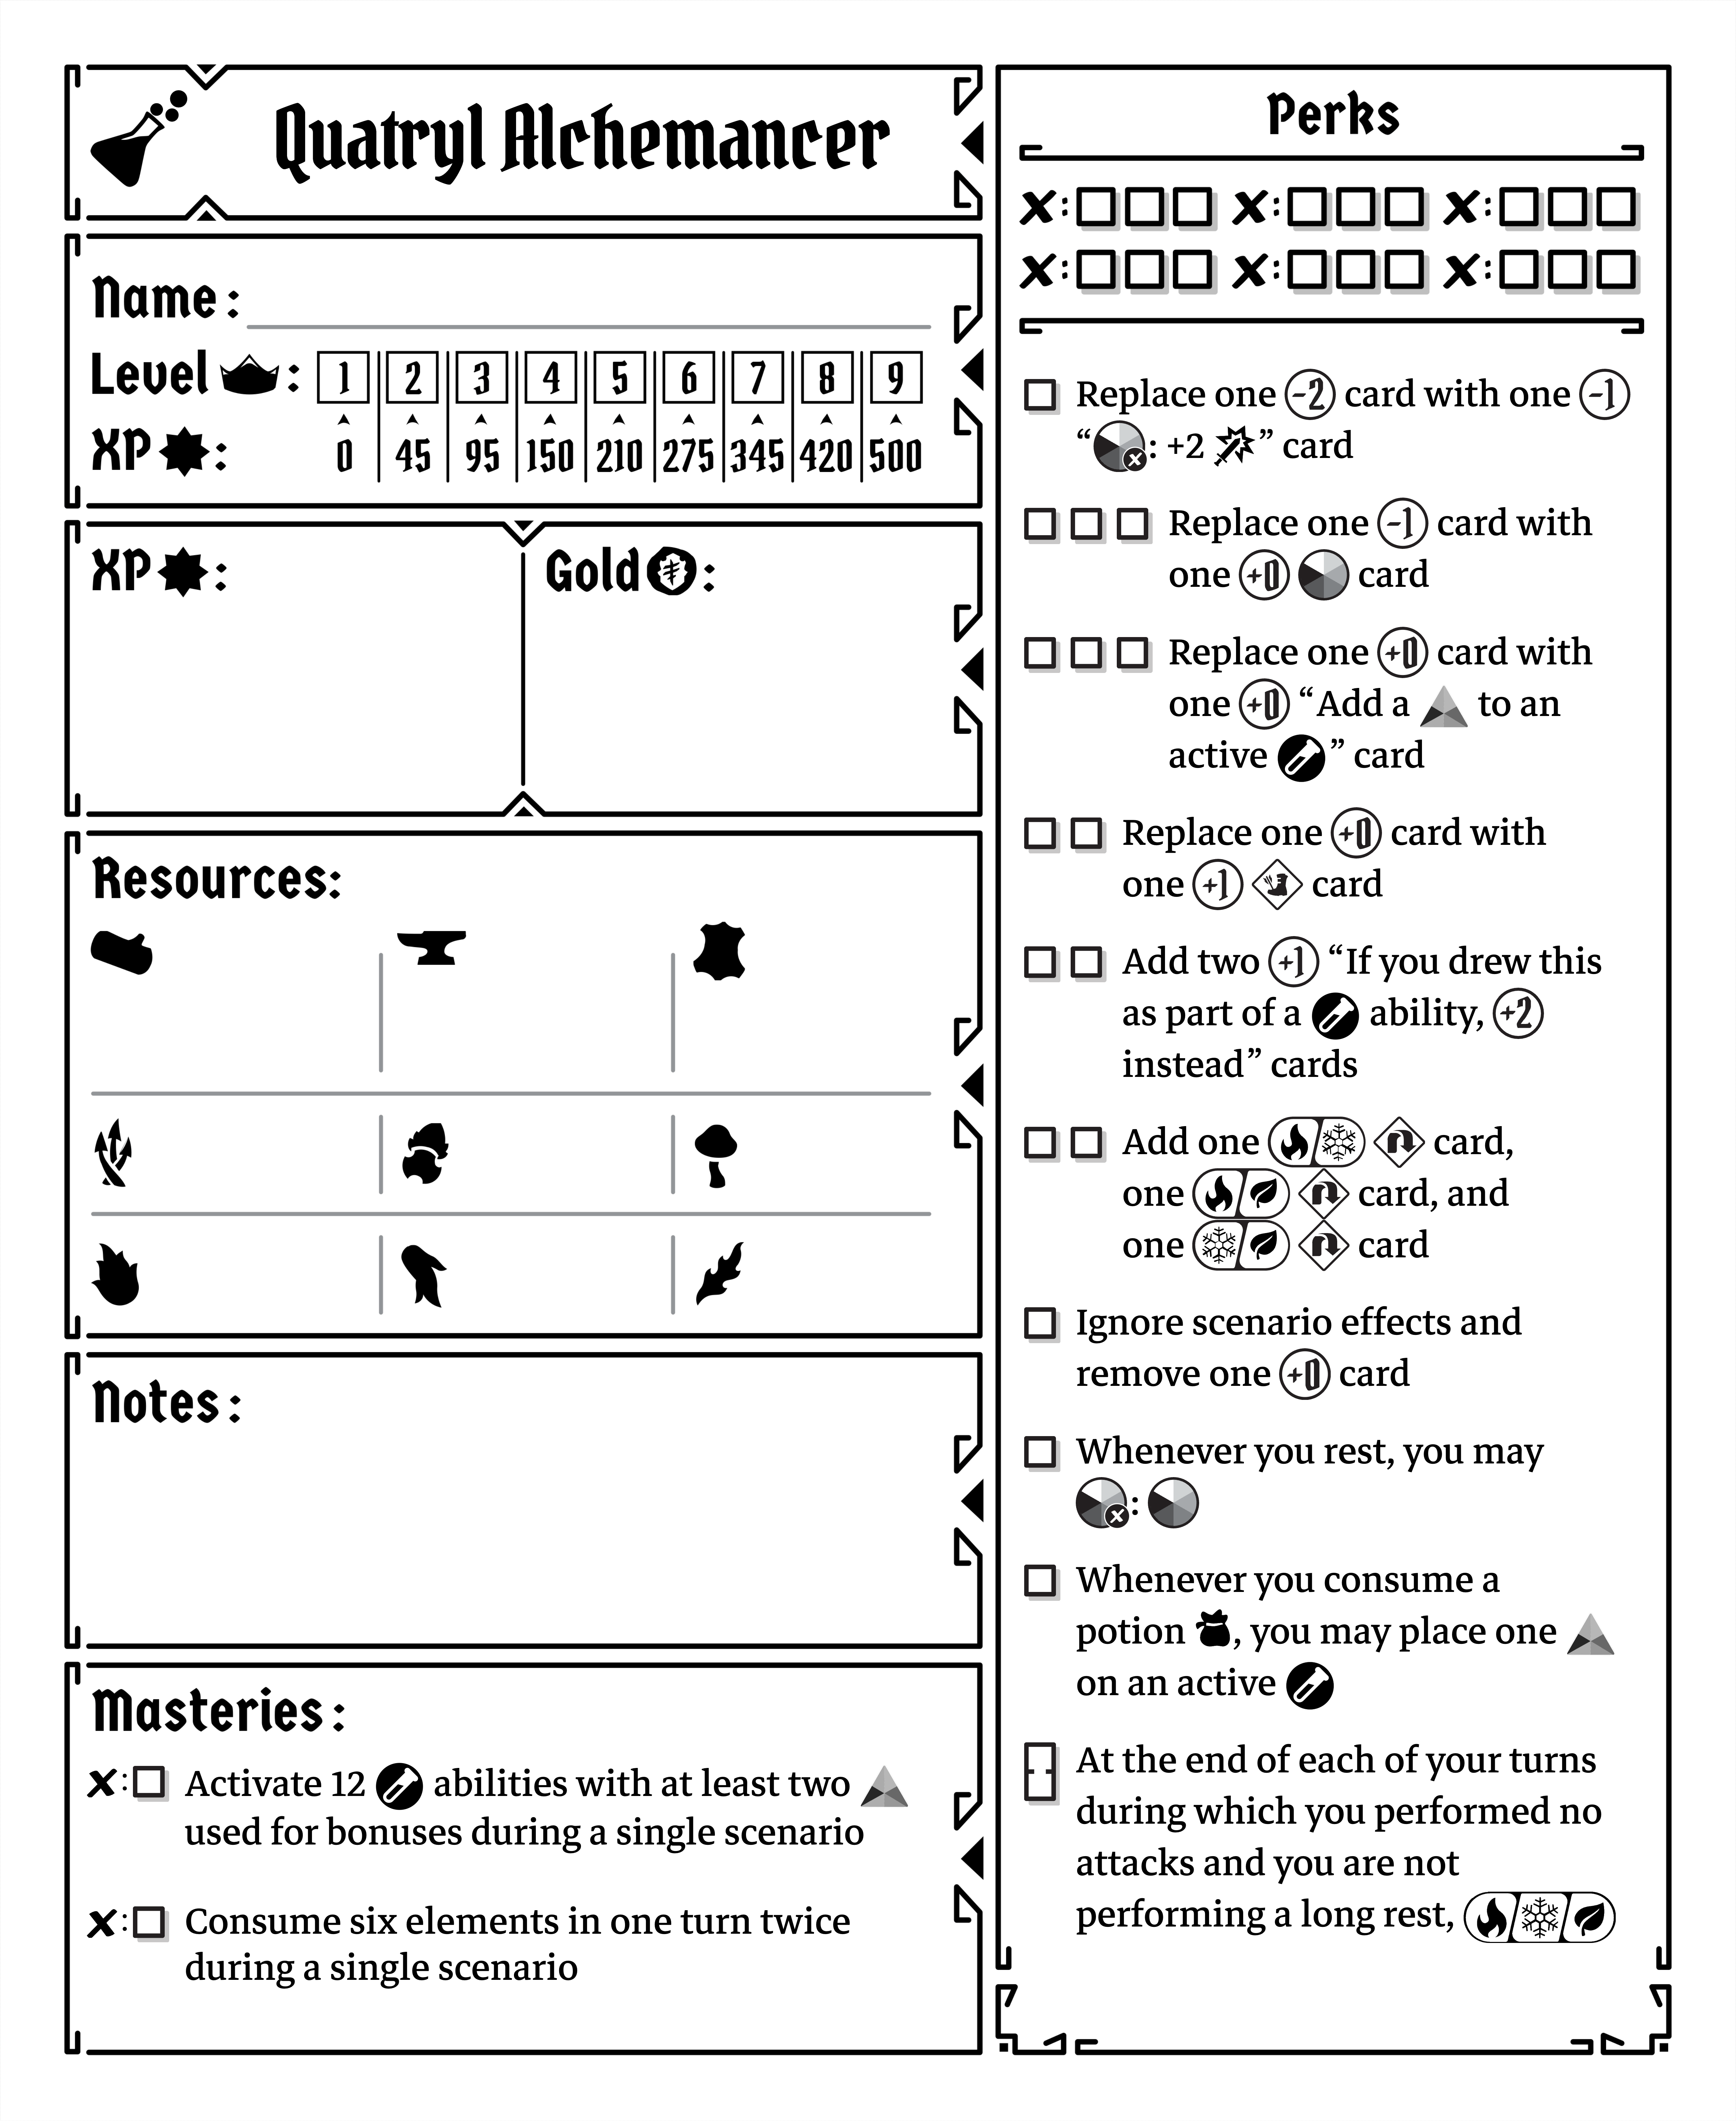 Quatryl Alchemancer
Name:
Level : 1 2 3 4 5 6 7 8 9
XP : 0 45 95 150 210 275 345 420 500
XP : Gold :
Resources:
Notes:
Masteries:
x: Activate 12 abilities with at least two
used for bonuses during a single scenario
x: Consume six elements in one turn twice
during a single scenario
Perks
x: x: x:
x: x: x:
Replace one -2 card with one -1
“ x : +2 ” card
Replace one -1 card with
one +0 card
Replace one +0 card with
one +0 “Add a to an
active ” card
Replace one +0 card with
one +1 card
Add two +1 “If you drew this
as part of a ability, +2
instead” cards
Add one card,
one card, and
one card
Ignore scenario effects and
remove one +0 card
Whenever you rest, you may
x :
Whenever you consume a
potion , you may place one
on an active
At the end of each of your turns
during which you performed no
attacks and you are not
performing a long rest,